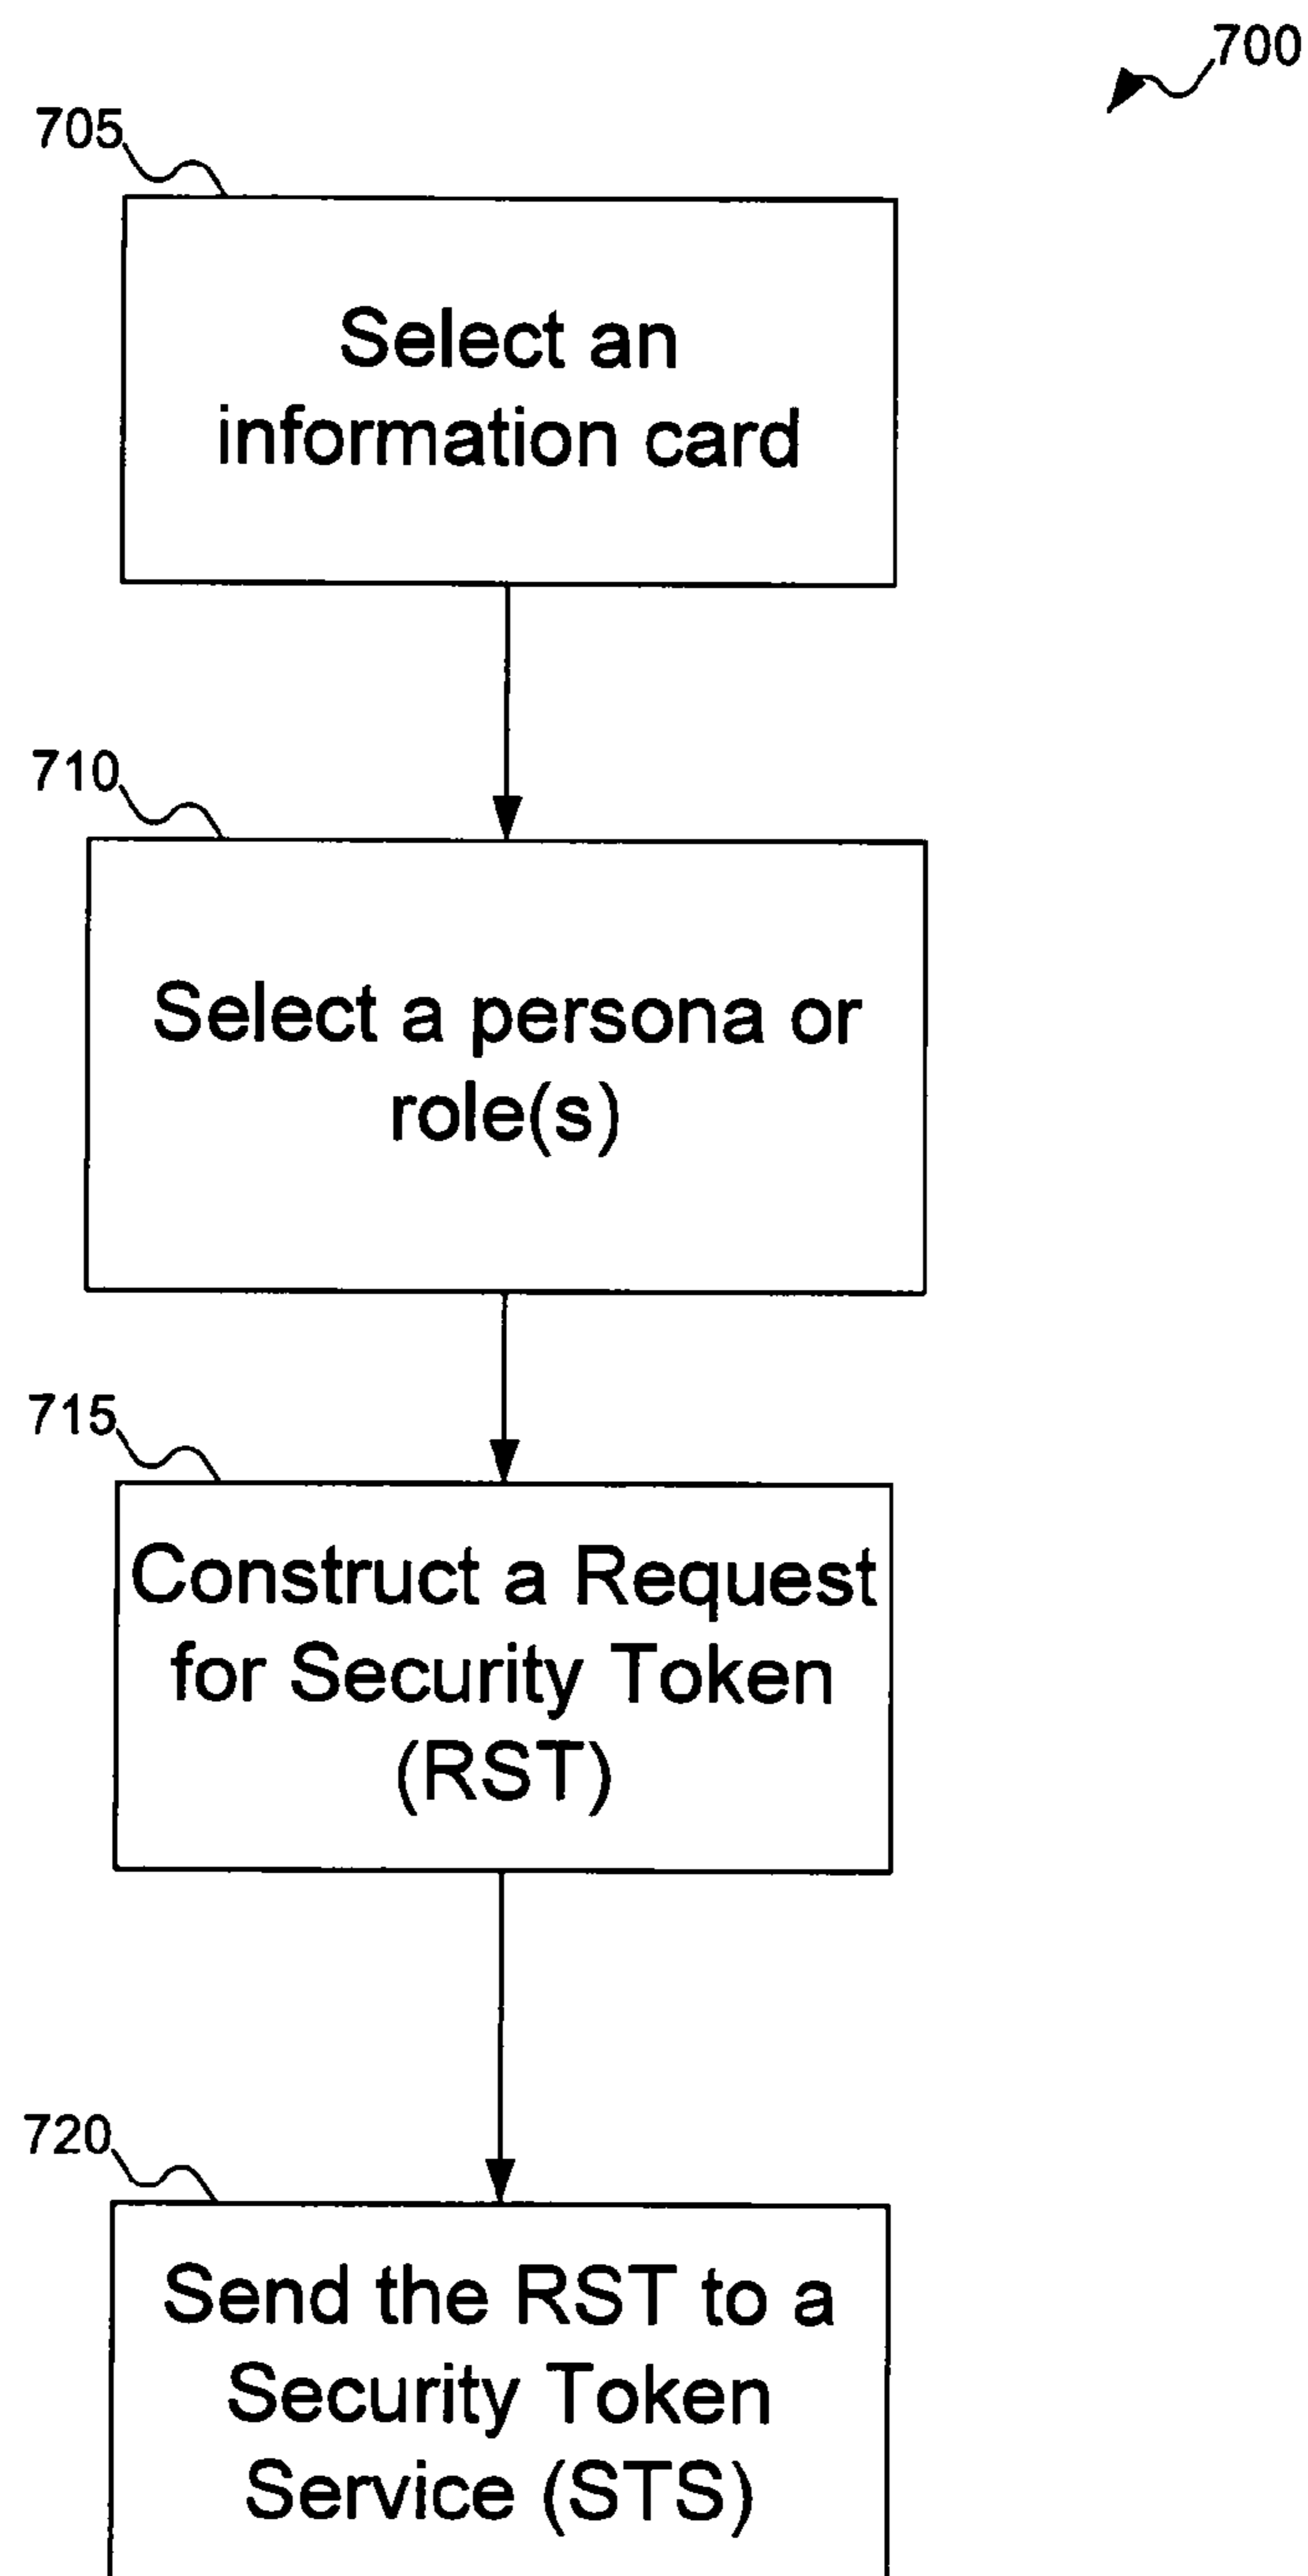 700
705
Select an
information card
710
Select a persona or
role(s)
715
Construct a Request
for Security Token
(RST)
720
Send the RST to a
Security Token
Service (STS)